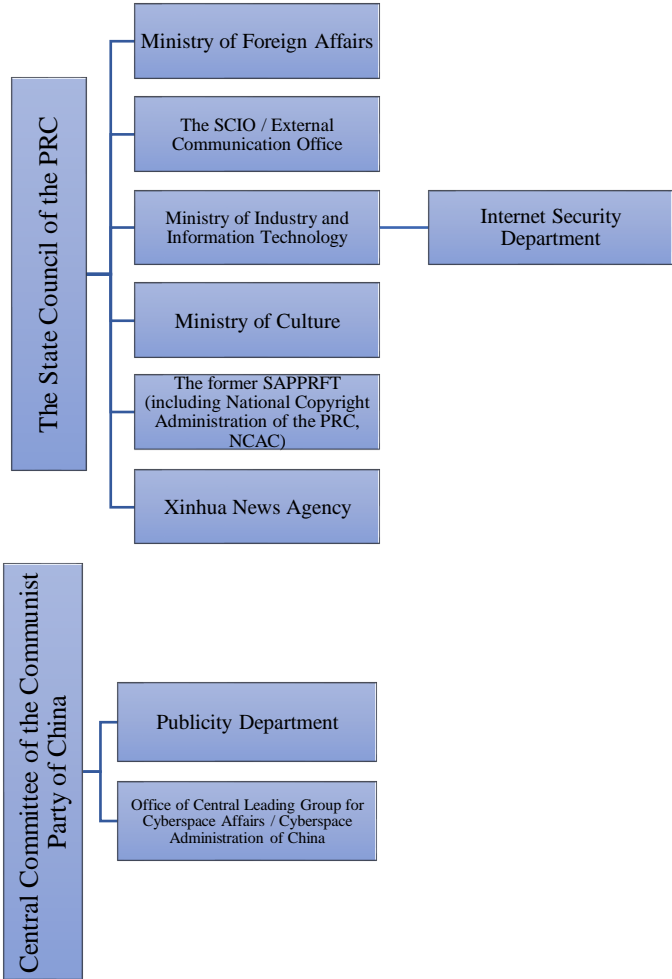 The State Council of the PRC
Ministry of Foreign Affairs
The SCIO / External
Communication Office
Ministry of Industry and
Information Technology
Internet Security
Department
Ministry of Culture
The former SAPPRFT
(including National Copyright
Administration of the PRC,
NCAC)
Xinhua News Agency
Central Committee of the Communist
Party of China
Publicity Department
Office of Central Leading Group for
Cyberspace Affairs / Cyberspace
Administration of China